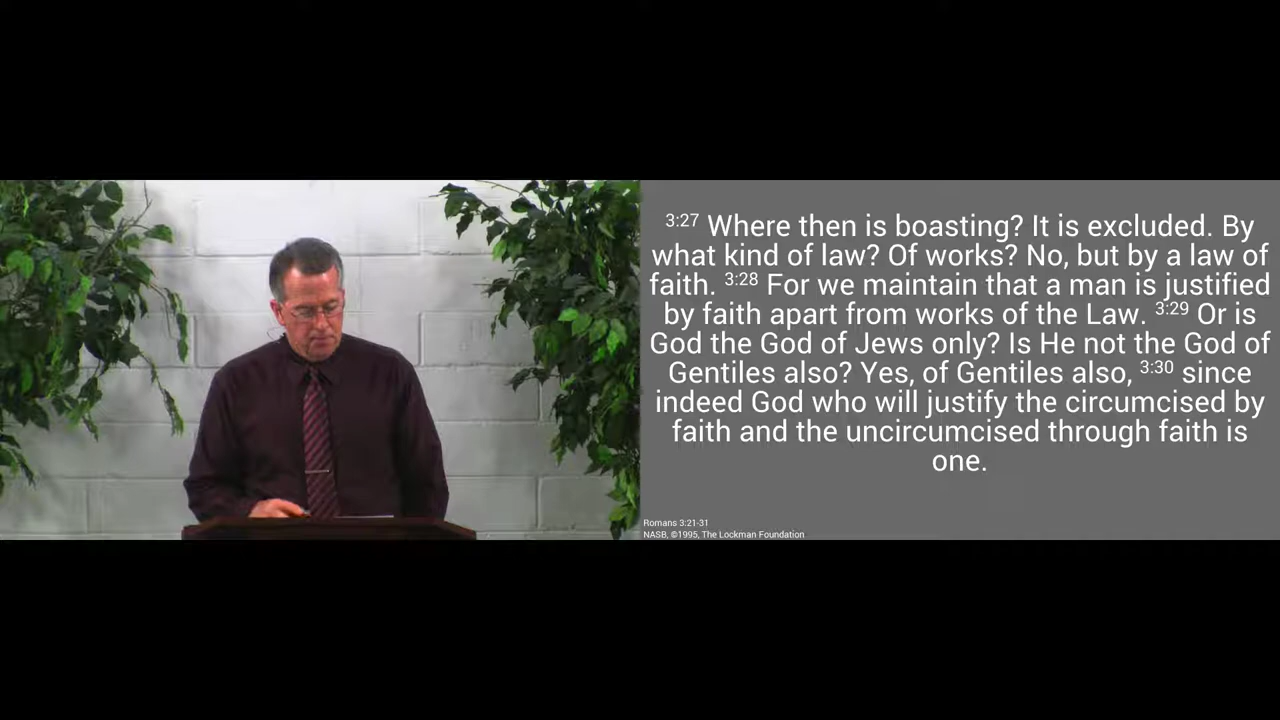 3:27 Where then is boasting? It is excluded. By
what kind of law? Of works? No, but by a law of
faith. 3:28 For we maintain that a man is justified
by faith apart from works of the Law. 3:29 Or is
God the God of Jews only? Is He not the God of
Gentiles also? Yes, of Gentiles also, 3:30 since
indeed God who will justify the circumcised by
faith and the uncircumcised through faith is
one.
Romans 3:21-31
NASB, ©1995, The Lockman Foundation